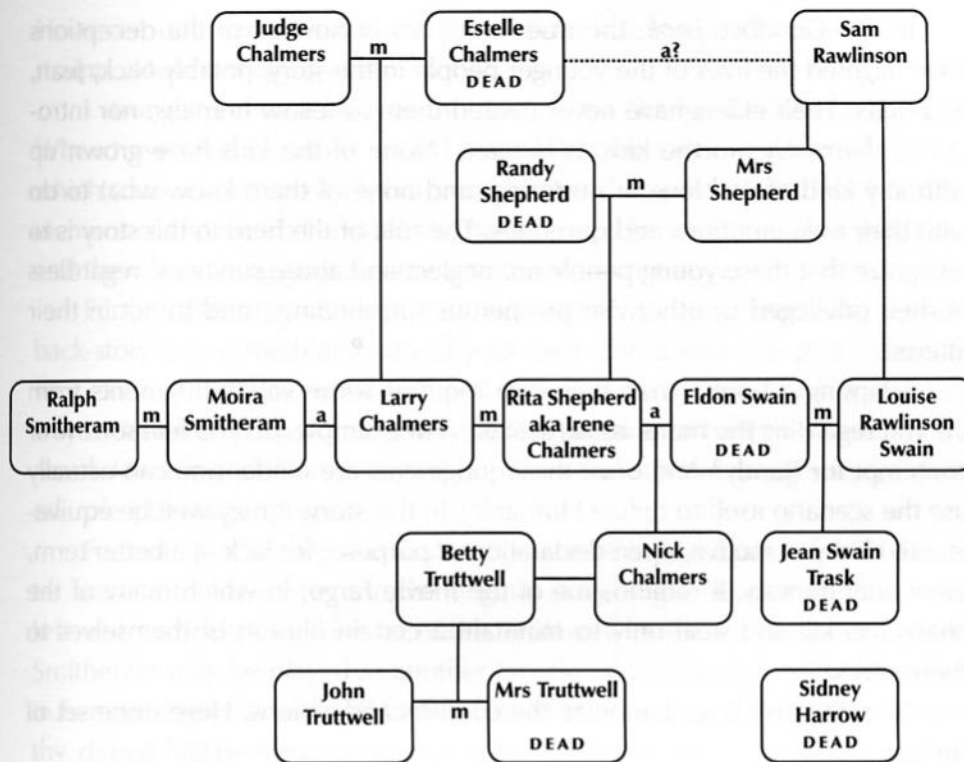 Judge
Chalmers
m
Estelle
Chalmers
DEAD
a?
Sam
Rawlinson
Randy
Shepherd
DEAD
m
Mrs
Shepherd
Ralph
Smitheram
m
Moira
Smitheram
a
Larry
Chalmers
m
Rita Shepherd
aka Irene
Chalmers
a
Eldon Swain
DEAD
m
Louise
Rawlinson
Swain
Betty
Truttwell
Nick
Chalmers
Jean Swain
Trask
DEAD
John
Truttwell
m
Mrs Truttwell
DEAD
Sidney
Harrow
DEAD